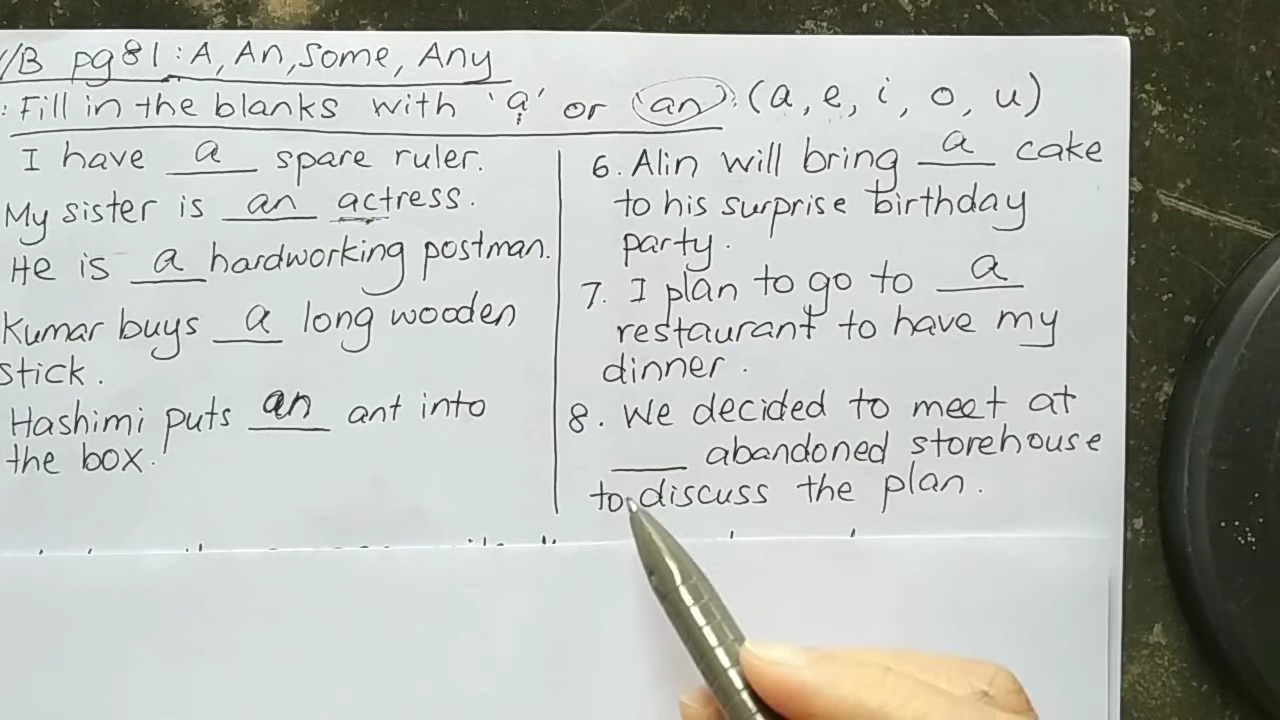 /B pg 81: A, An, Some, Any
: Fill in the blanks with 'a' or 'an': (a, e, i, o, u)
I have a spare ruler.
My sister is an actress.
He is a hardworking postman.
Kumar buys a long wooden
stick.
Hashimi puts an ant into
the box.
6. Alin will bring a cake
to his surprise birthday
party.
7. I plan to go to a
restaurant to have my
dinner.
8. We decided to meet at
___ abandoned storehouse
to discuss the plan.